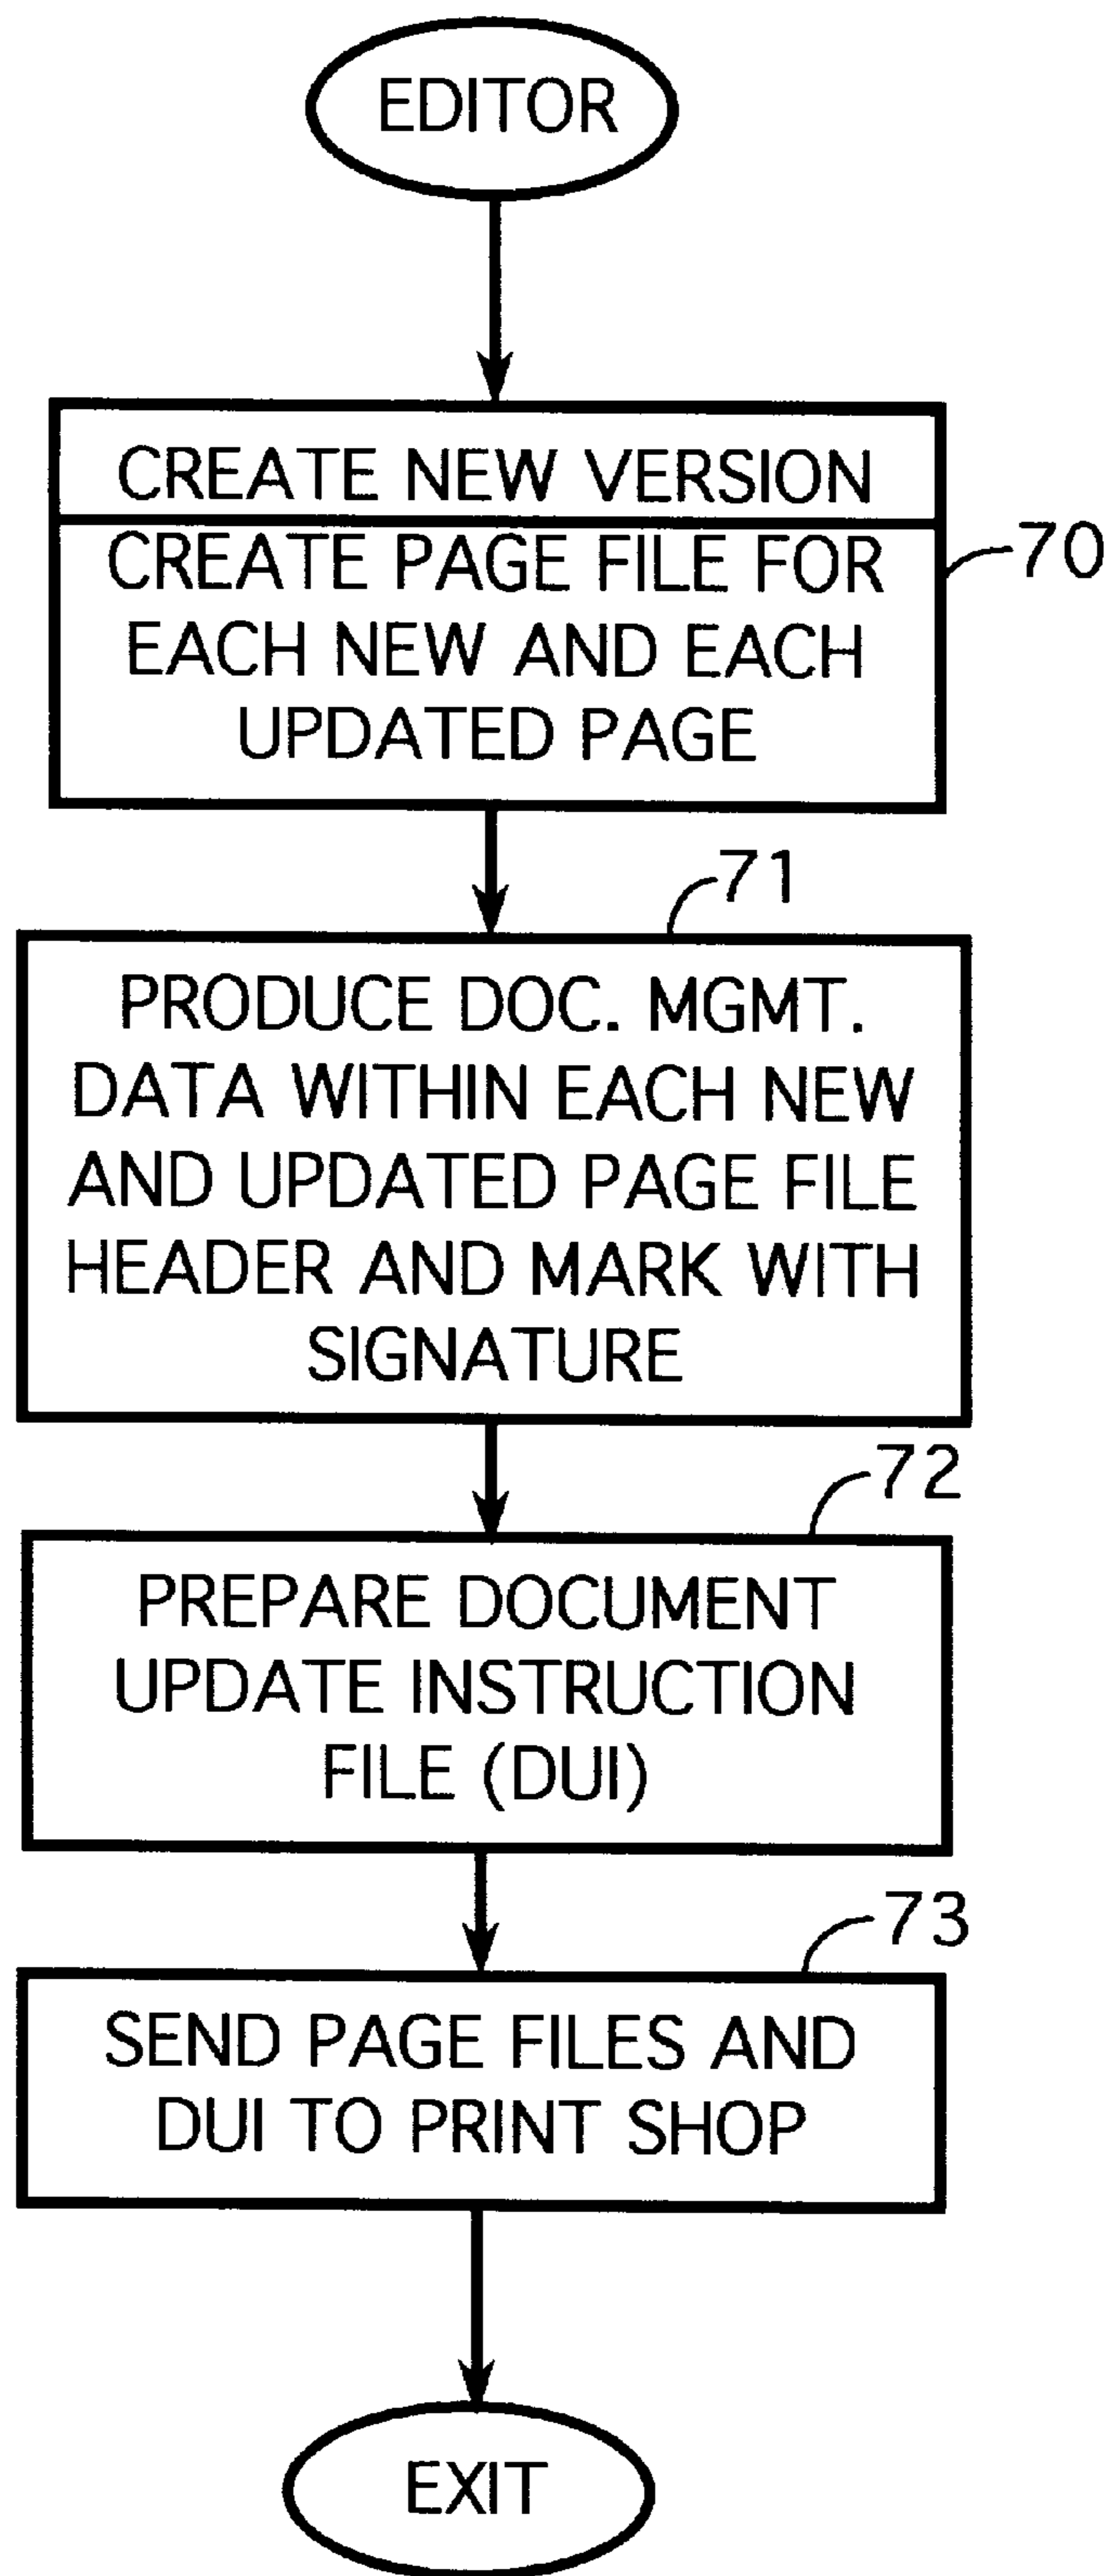 EDITOR
CREATE NEW VERSION
CREATE PAGE FILE FOR
EACH NEW AND EACH
UPDATED PAGE
70
71
PRODUCE DOC. MGMT.
DATA WITHIN EACH NEW
AND UPDATED PAGE FILE
HEADER AND MARK WITH
SIGNATURE
72
PREPARE DOCUMENT
UPDATE INSTRUCTION
FILE (DUI)
73
SEND PAGE FILES AND
DUI TO PRINT SHOP
EXIT